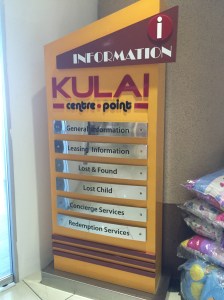 i
INFORMATION
KULAI
centre • point
General Information
Leasing Information
Lost & Found
Lost Child
Concierge Services
Redemption Services